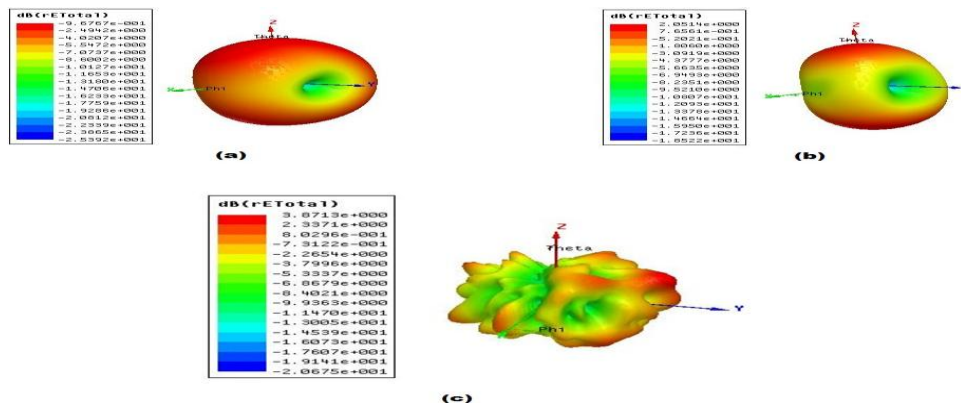 dB(rETotal)
-9.6767e-001
-2.4942e+000
-4.0207e+000
-5.5472e+000
-7.0737e+000
-8.6002e+000
-1.0127e+001
-1.1653e+001
-1.3180e+001
-1.4706e+001
-1.6233e+001
-1.7759e+001
-1.9286e+001
-2.0812e+001
-2.2339e+001
-2.3865e+001
-2.5392e+001
Z
Theta
X
Phi
Y
(a)
dB(rETotal)
2.0514e+000
7.6561e-001
-5.2021e-001
-1.8060e+000
-3.0919e+000
-4.3777e+000
-5.6635e+000
-6.9493e+000
-8.2351e+000
-9.5210e+000
-1.0807e+001
-1.2093e+001
-1.3378e+001
-1.4664e+001
-1.5950e+001
-1.7236e+001
-1.8522e+001
Z
Theta
X
Phi
(b)
dB(rETotal)
3.8713e+000
2.3371e+000
8.0296e-001
-7.3122e-001
-2.2654e+000
-3.7996e+000
-5.3337e+000
-6.8679e+000
-8.4021e+000
-9.9363e+000
-1.1470e+001
-1.3005e+001
-1.4539e+001
-1.6073e+001
-1.7607e+001
-1.9141e+001
-2.0675e+001
Z
Theta
Y
X
Phi
(c)